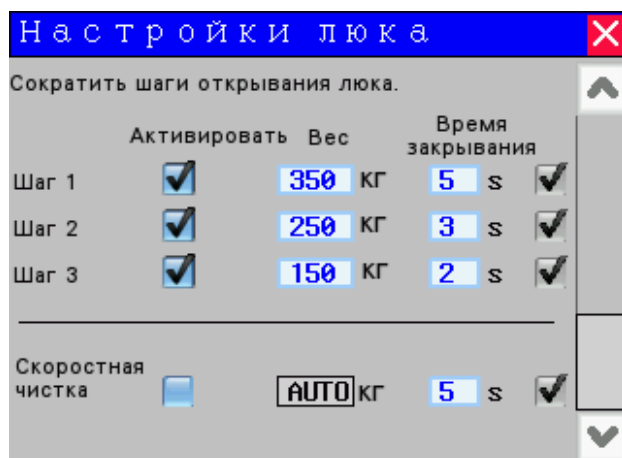 Настройки люка
Сократить шаги открывания люка.
Активировать Вес Время закрывания
Шаг 1 350 КГ 5 s
Шаг 2 250 КГ 3 s
Шаг 3 150 КГ 2 s
Скоростная
чистка AUTO КГ 5 s